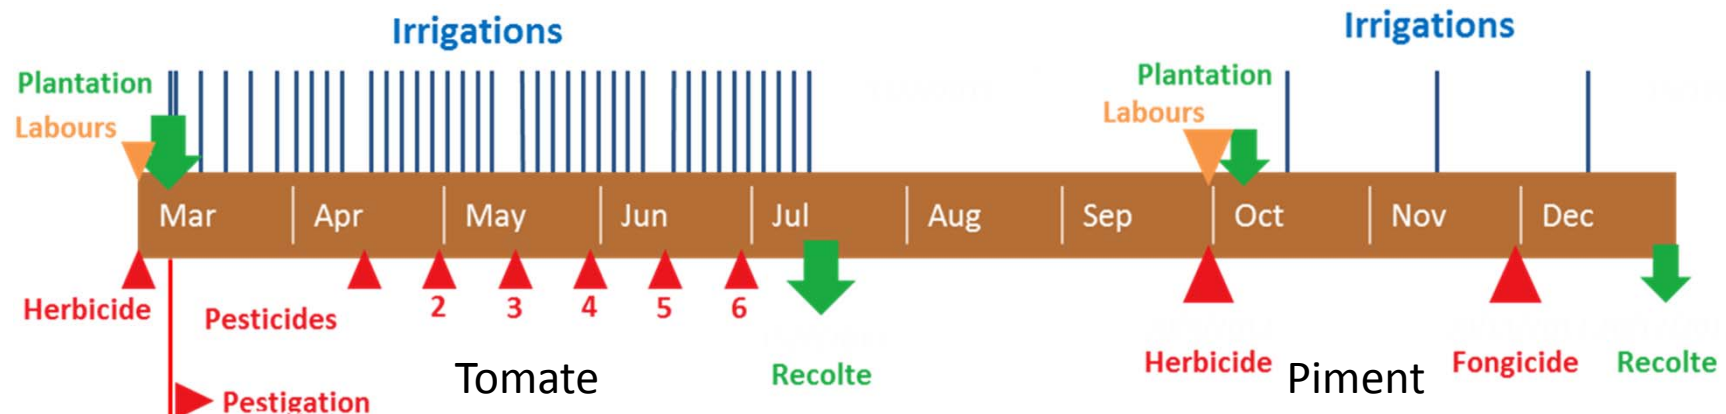 Irrigations
Irrigations
Plantation
Plantation
Labours
Labours
Mar Apr May Jun Jul Aug Sep Oct Nov Dec
Herbicide
Pesticides
2 3 4 5 6
Recolte
Herbicide
Fongicide
Recolte
Tomate
Piment
Pestigation